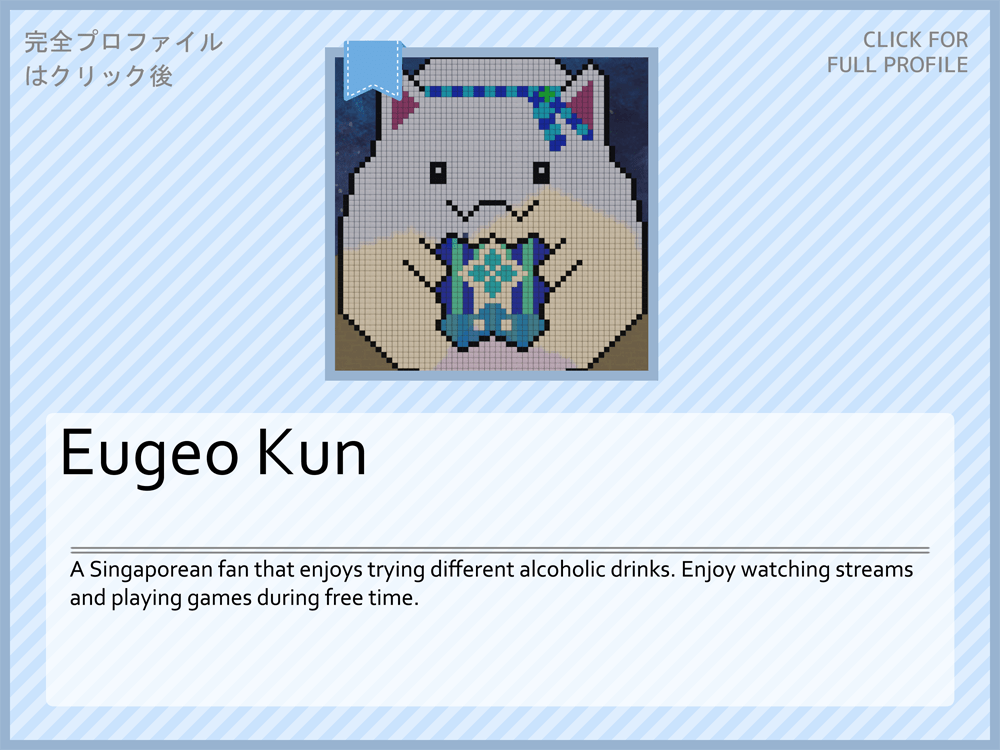 完全プロファイル
はクリック後
CLICK FOR
FULL PROFILE
Eugeo Kun
A Singaporean fan that enjoys trying different alcoholic drinks. Enjoy watching streams
and playing games during free time.